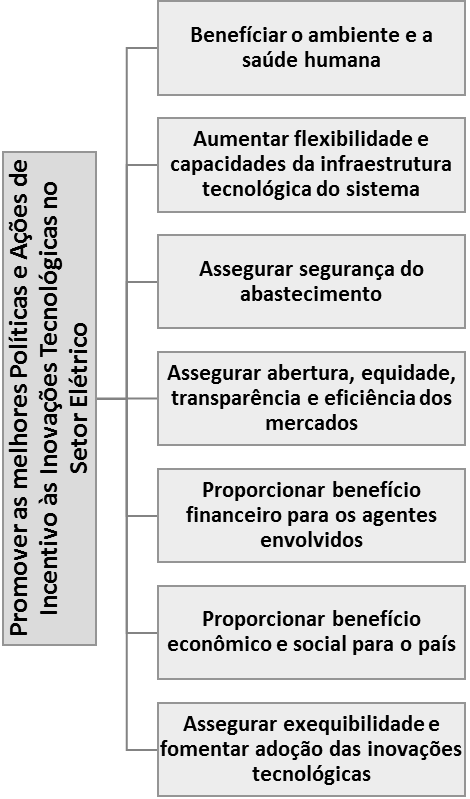 Promover as melhores Políticas e Ações de
Incentivo às Inovações Tecnológicas no
Setor Elétrico
Benefíciar o ambiente e a
saúde humana
Aumentar flexibilidade e
capacidades da infraestrutura
tecnológica do sistema
Assegurar segurança do
abastecimento
Assegurar abertura, equidade,
transparência e eficiência dos
mercados
Proporcionar benefício
financeiro para os agentes
envolvidos
Proporcionar benefício
econômico e social para o país
Assegurar exequibilidade e
fomentar adoção das inovações
tecnológicas